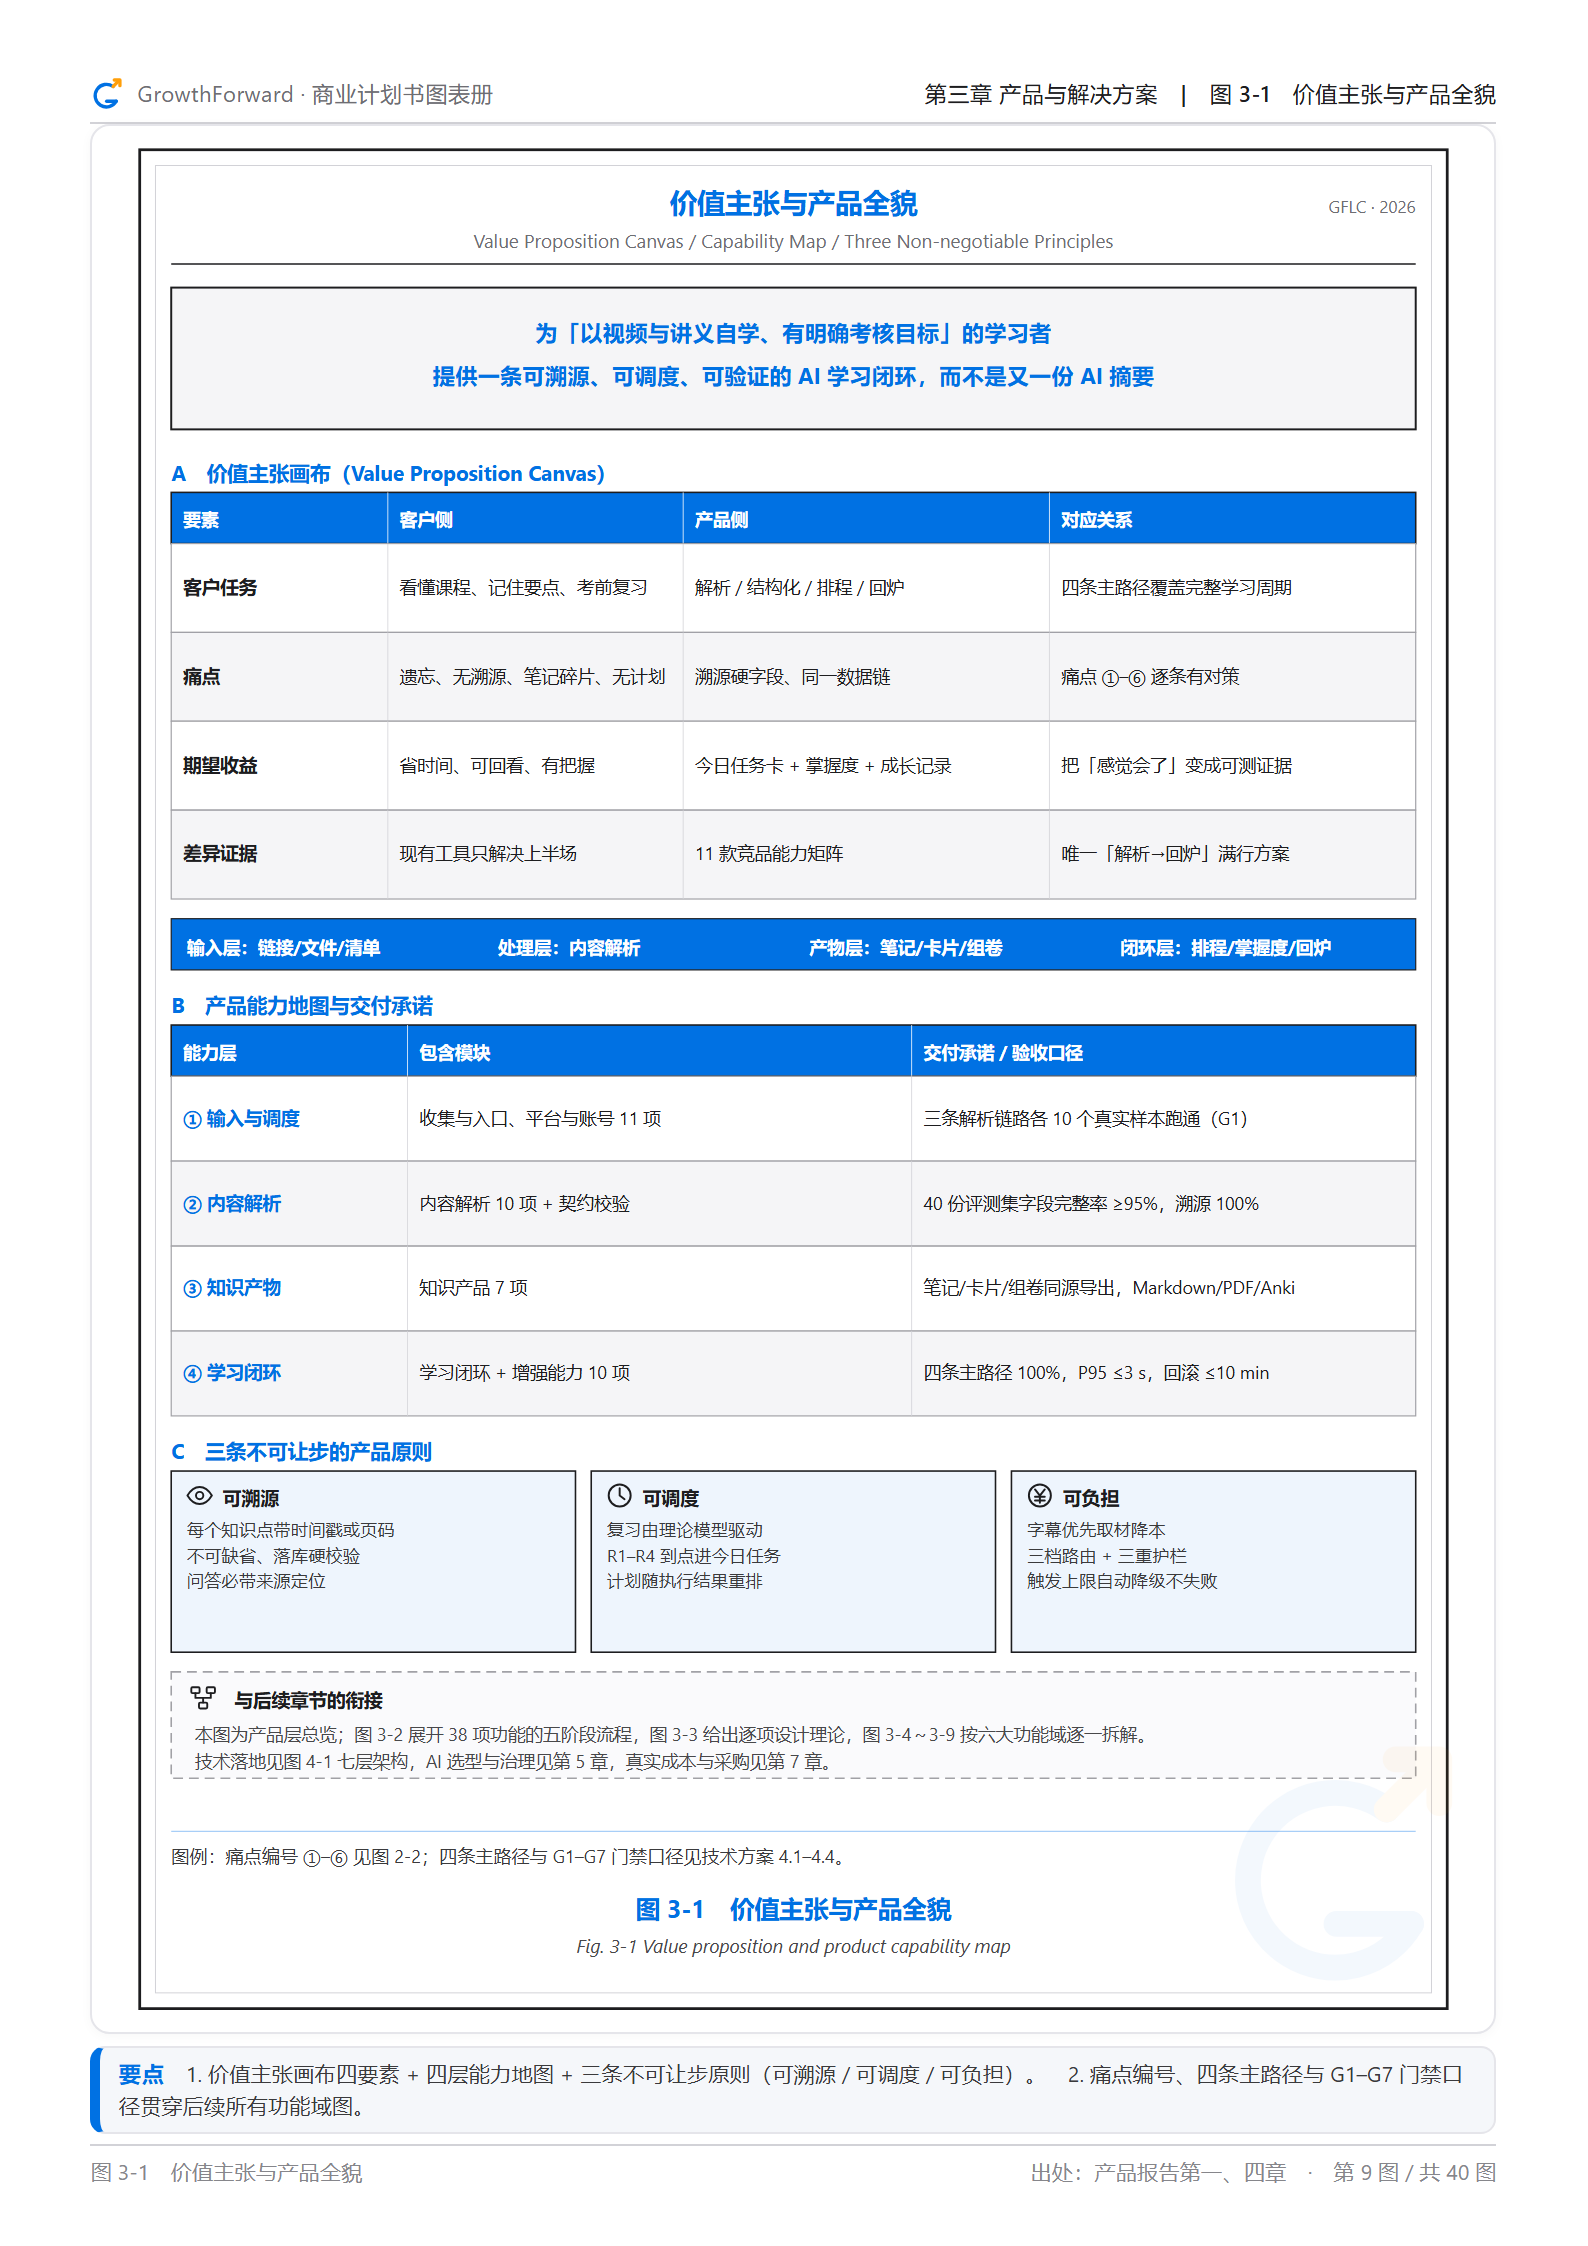 GrowthForward · 商业计划书图表册
第三章 产品与解决方案 | 图 3-1 价值主张与产品全貌
价值主张与产品全貌
GFLC · 2026
Value Proposition Canvas / Capability Map / Three Non-negotiable Principles
为「以视频与讲义自学、有明确考核目标」的学习者
提供一条可溯源、可调度、可验证的 AI 学习闭环，而不是又一份 AI 摘要
A 价值主张画布（Value Proposition Canvas）
要素 客户侧 产品侧 对应关系
客户任务 看懂课程、记住要点、考前复习 解析 / 结构化 / 排程 / 回炉 四条主路径覆盖完整学习周期
痛点 遗忘、无溯源、笔记碎片、无计划 溯源硬字段、同一数据链 痛点 ①–⑥ 逐条有对策
期望收益 省时间、可回看、有把握 今日任务卡 + 掌握度 + 成长记录 把「感觉会了」变成可测证据
差异证据 现有工具只解决上半场 11 款竞品能力矩阵 唯一「解析→回炉」满行方案
输入层：链接/文件/清单 处理层：内容解析 产物层：笔记/卡片/组卷 闭环层：排程/掌握度/回炉
B 产品能力地图与交付承诺
能力层 包含模块 交付承诺 / 验收口径
① 输入与调度 收集与入口、平台与账号 11 项 三条解析链路各 10 个真实样本跑通（G1）
② 内容解析 内容解析 10 项 + 契约校验 40 份评测集字段完整率 ≥95%，溯源 100%
③ 知识产物 知识产品 7 项 笔记/卡片/组卷同源导出，Markdown/PDF/Anki
④ 学习闭环 学习闭环 + 增强能力 10 项 四条主路径 100%，P95 ≤3 s，回滚 ≤10 min
C 三条不可让步的产品原则
可溯源
每个知识点带时间戳或页码
不可缺省、落库硬校验
问答必带来源定位
可调度
复习由理论模型驱动
R1–R4 到点进今日任务
计划随执行结果重排
可负担
字幕优先取材降本
三档路由 + 三重护栏
触发上限自动降级不失败
与后续章节的衔接
本图为产品层总览；图 3-2 展开 38 项功能的五阶段流程，图 3-3 给出逐项设计理论，图 3-4 ~ 3-9 按六大功能域逐一拆解。
技术落地见图 4-1 七层架构，AI 选型与治理见第 5 章，真实成本与采购见第 7 章。
图例：痛点编号 ①–⑥ 见图 2-2；四条主路径与 G1–G7 门禁口径见技术方案 4.1–4.4。
图 3-1 价值主张与产品全貌
Fig. 3-1 Value proposition and product capability map
要点 1. 价值主张画布四要素 + 四层能力地图 + 三条不可让步原则（可溯源 / 可调度 / 可负担）。 2. 痛点编号、四条主路径与 G1–G7 门禁口
径贯穿后续所有功能域图。
图 3-1 价值主张与产品全貌
出处：产品报告第一、四章 · 第 9 图 / 共 40 图